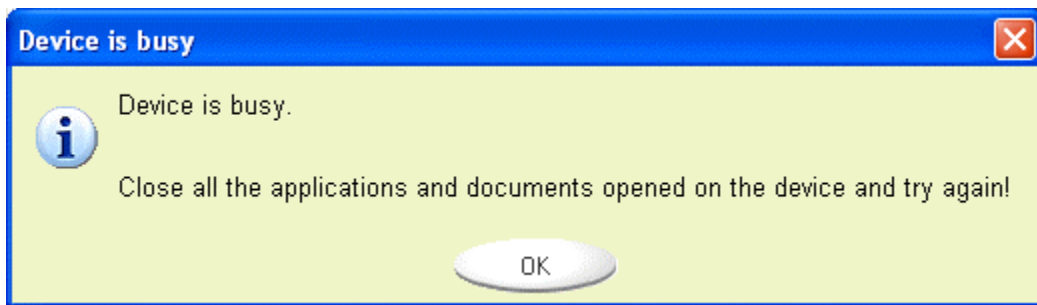 Device is busy
Device is busy.
Close all the applications and documents opened on the device and try again!
OK